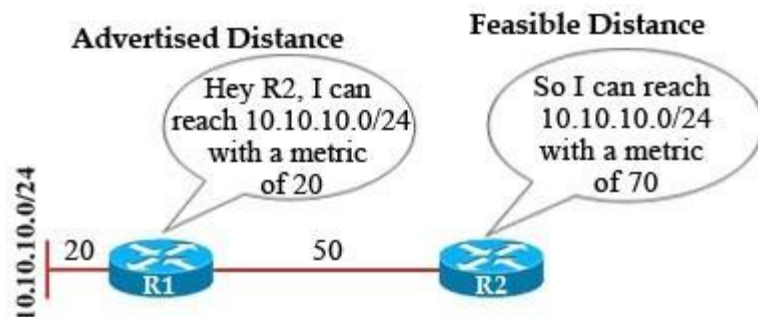 Advertised Distance
Feasible Distance
Hey R2, I can
reach 10.10.10.0/24
with a metric
of 20
So I can reach
10.10.10.0/24
with a metric
of 70
10.10.10.0/24
20
50
R1
R2